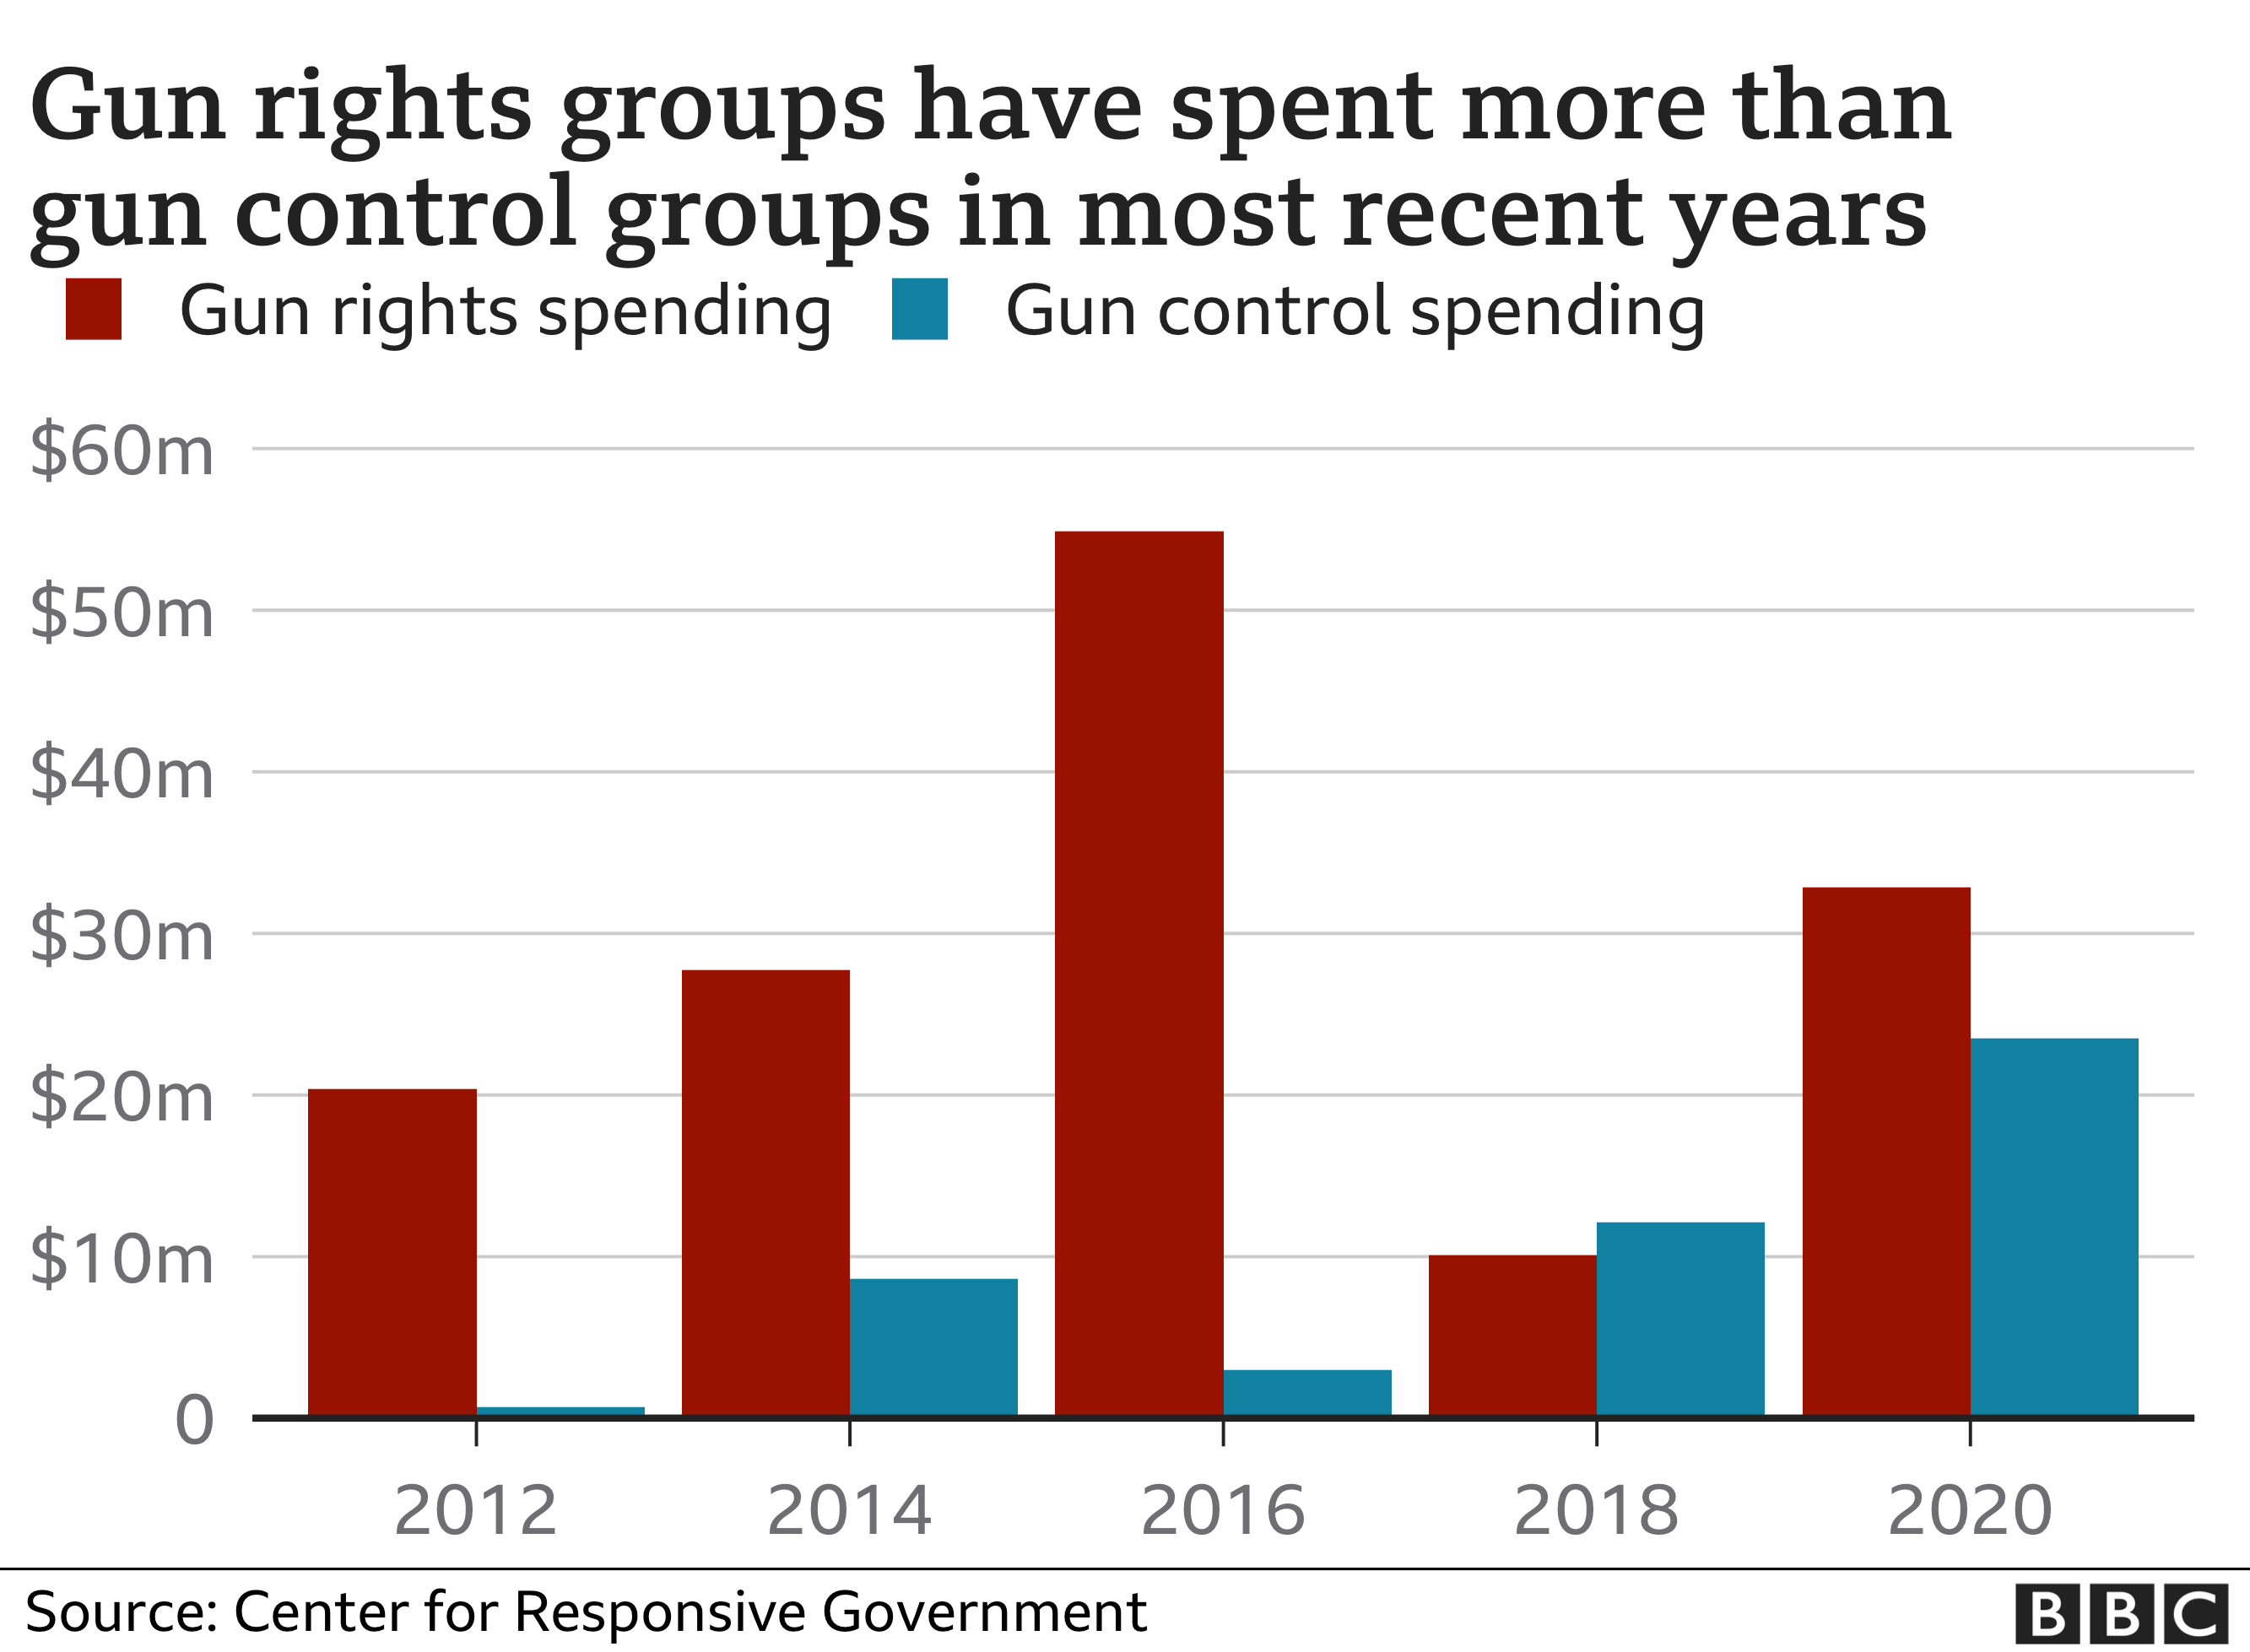 Gun rights groups have spent more than
gun control groups in most recent years
Gun rights spending Gun control spending
$60m
$50m
$40m
$30m
$20m
$10m
0
2012 2014 2016 2018 2020
Source: Center for Responsive Government BBC